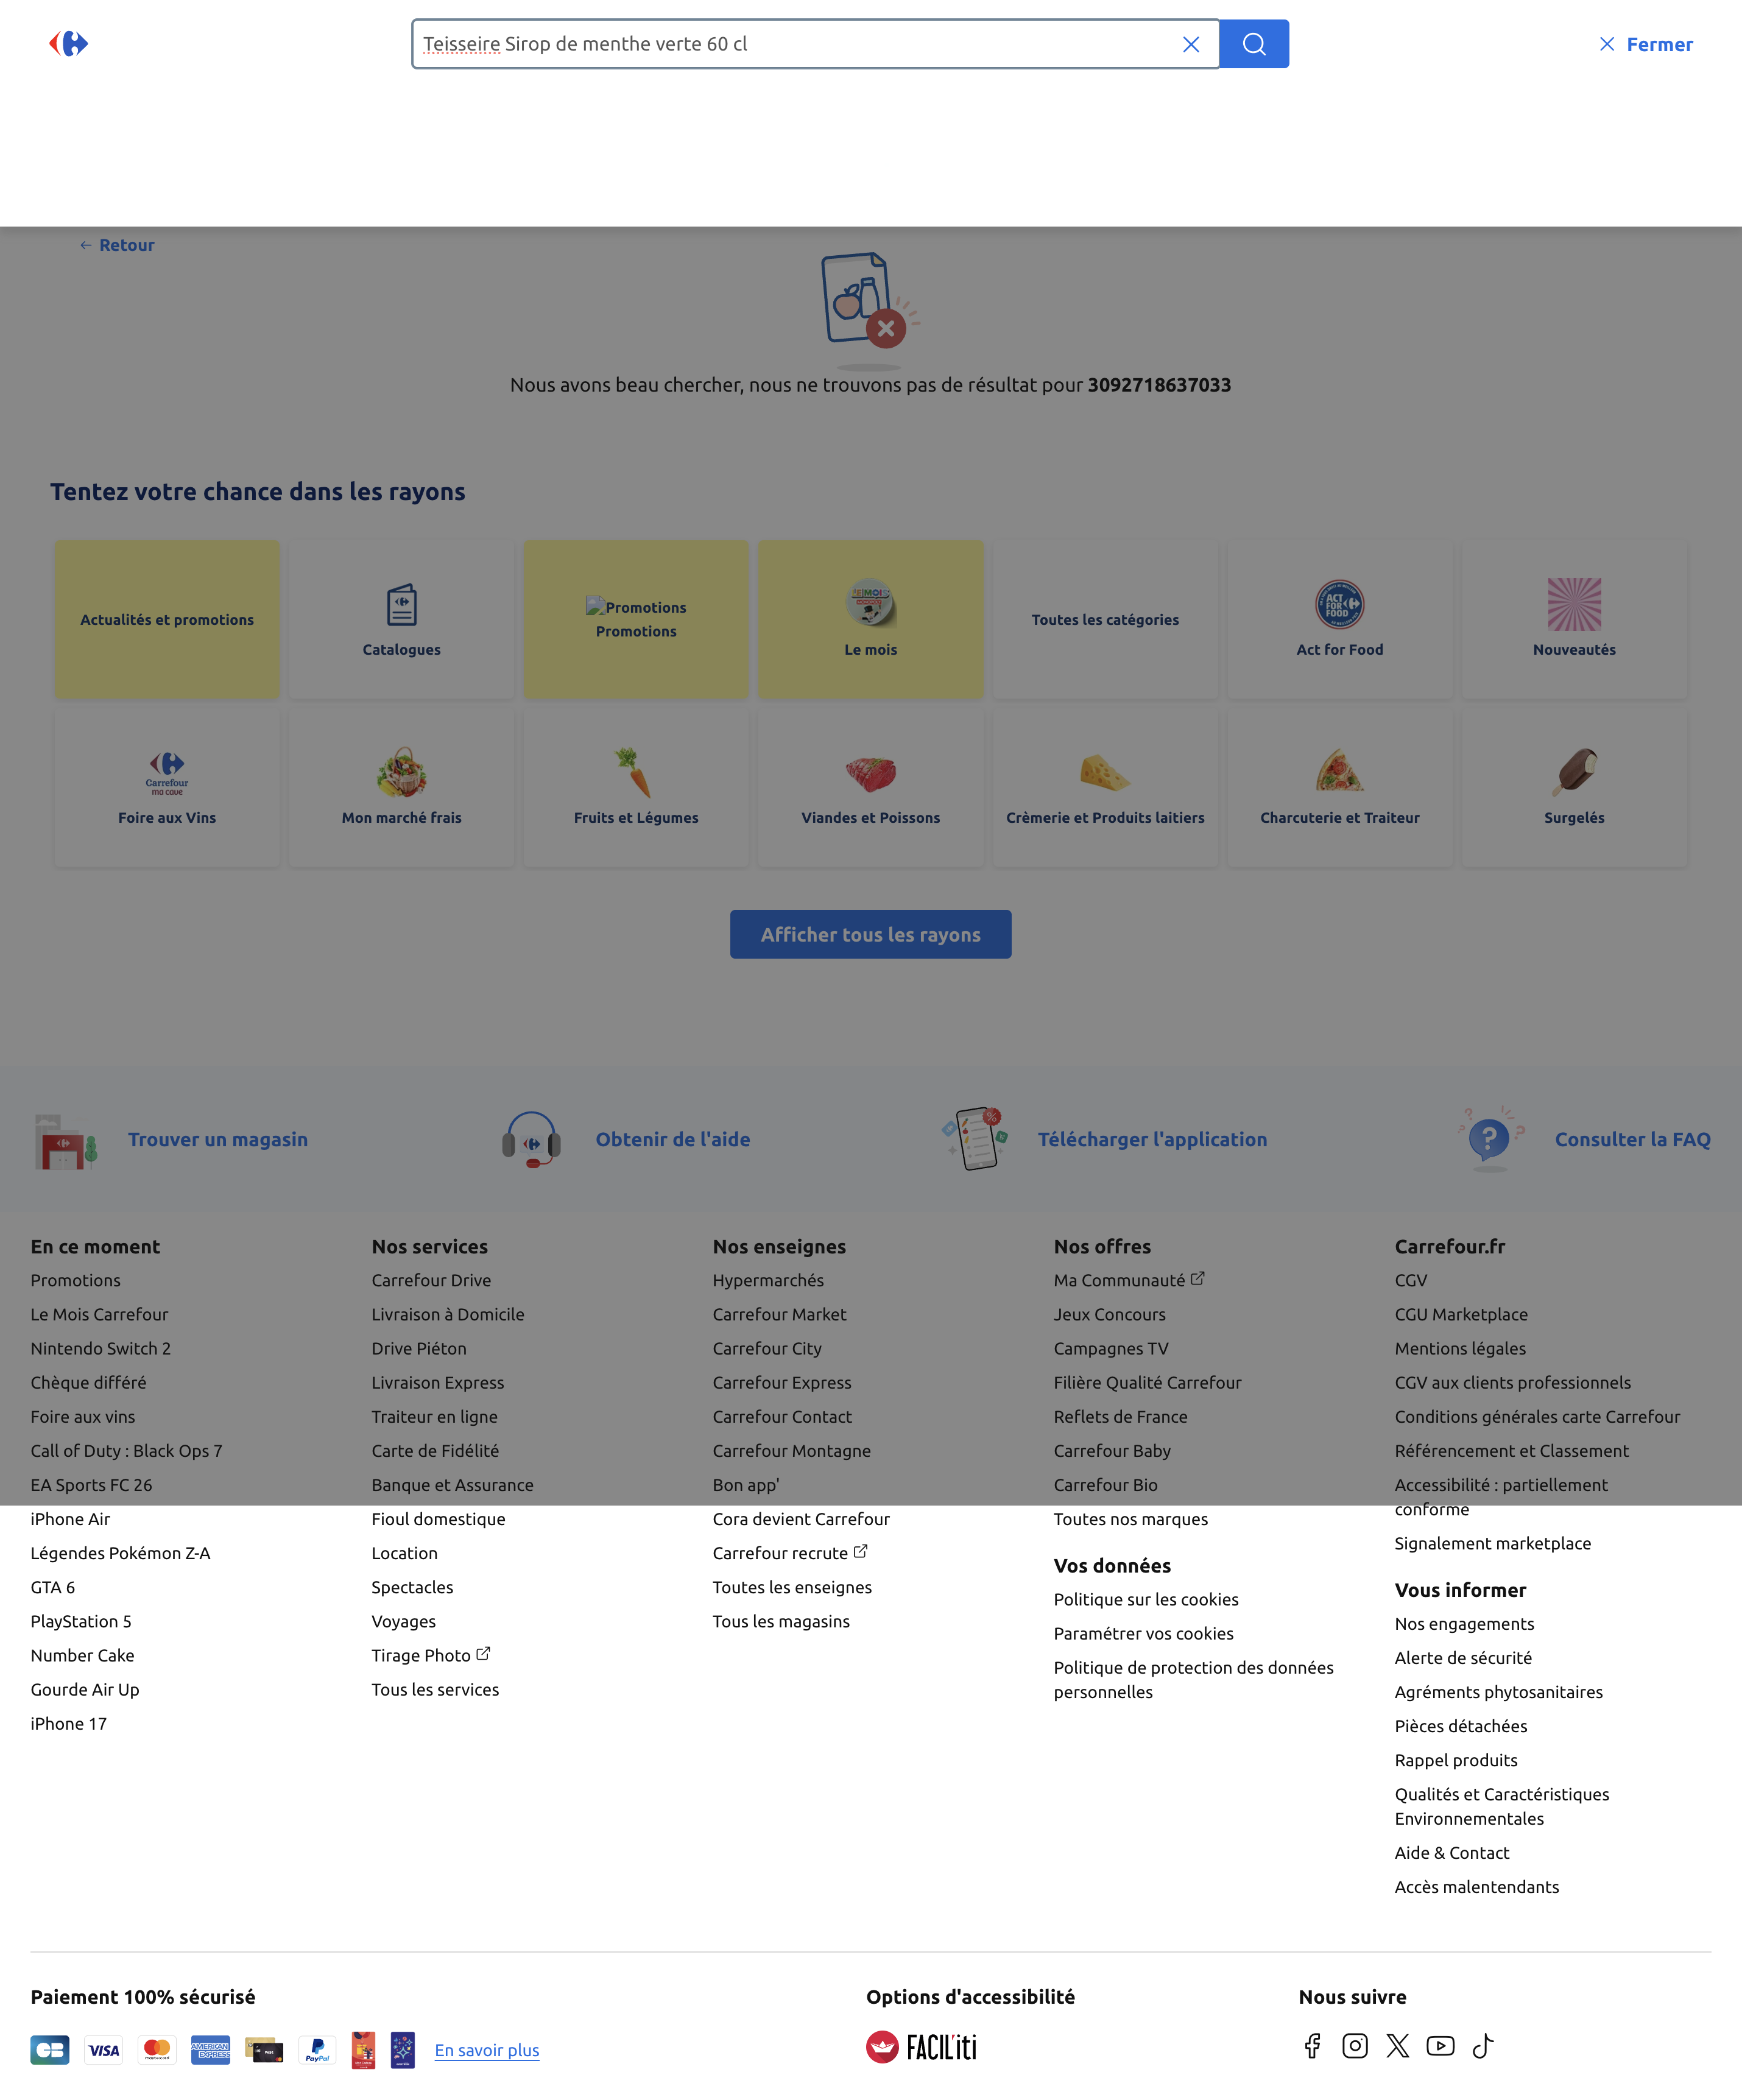 Teisseire Sirop de menthe verte 60 cl
Fermer
Retour
Nous avons beau chercher, nous ne trouvons pas de résultat pour 3092718637033
Tentez votre chance dans les rayons
Actualités et promotions
Catalogues
Promotions
Promotions
Le mois
Toutes les catégories
ACT FOR FOOD
Act for Food
Nouveautés
Carrefour
ma cave
Foire aux Vins
Mon marché frais
Fruits et Légumes
Viandes et Poissons
Crèmerie et Produits laitiers
Charcuterie et Traiteur
Surgelés
Afficher tous les rayons
Trouver un magasin
Obtenir de l'aide
Télécharger l'application
Consulter la FAQ
En ce moment
Promotions
Le Mois Carrefour
Nintendo Switch 2
Chèque différé
Foire aux vins
Call of Duty : Black Ops 7
EA Sports FC 26
iPhone Air
Légendes Pokémon Z-A
GTA 6
PlayStation 5
Number Cake
Gourde Air Up
iPhone 17
Nos services
Carrefour Drive
Livraison à Domicile
Drive Piéton
Livraison Express
Traiteur en ligne
Carte de Fidélité
Banque et Assurance
Fioul domestique
Location
Spectacles
Voyages
Tirage Photo
Tous les services
Nos enseignes
Hypermarchés
Carrefour Market
Carrefour City
Carrefour Express
Carrefour Contact
Carrefour Montagne
Bon app'
Cora devient Carrefour
Carrefour recrute
Toutes les enseignes
Tous les magasins
Nos offres
Ma Communauté
Jeux Concours
Campagnes TV
Filière Qualité Carrefour
Reflets de France
Carrefour Baby
Carrefour Bio
Toutes nos marques
Vos données
Politique sur les cookies
Paramétrer vos cookies
Politique de protection des données
personnelles
Carrefour.fr
CGV
CGU Marketplace
Mentions légales
CGV aux clients professionnels
Conditions générales carte Carrefour
Référencement et Classement
Accessibilité : partiellement
conforme
Signalement marketplace
Vous informer
Nos engagements
Alerte de sécurité
Agréments phytosanitaires
Pièces détachées
Rappel produits
Qualités et Caractéristiques
Environnementales
Aide & Contact
Accès malentendants
Paiement 100% sécurisé
CB
VISA
mastercard
AMERICAN EXPRESS
PayPal
En savoir plus
Options d'accessibilité
FACIL'iti
Nous suivre